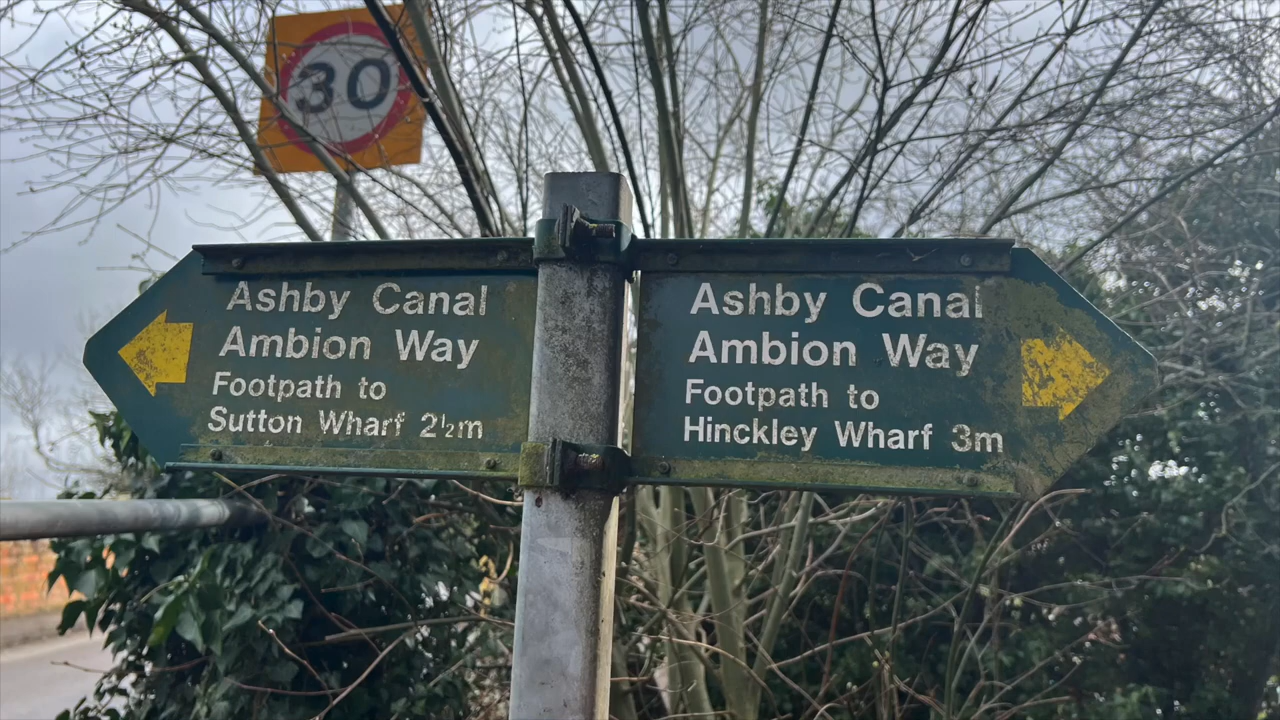 30
Ashby Canal
Ambion Way
Footpath to
Sutton Wharf 2½m
Ashby Canal
Ambion Way
Footpath to
Hinckley Wharf 3m